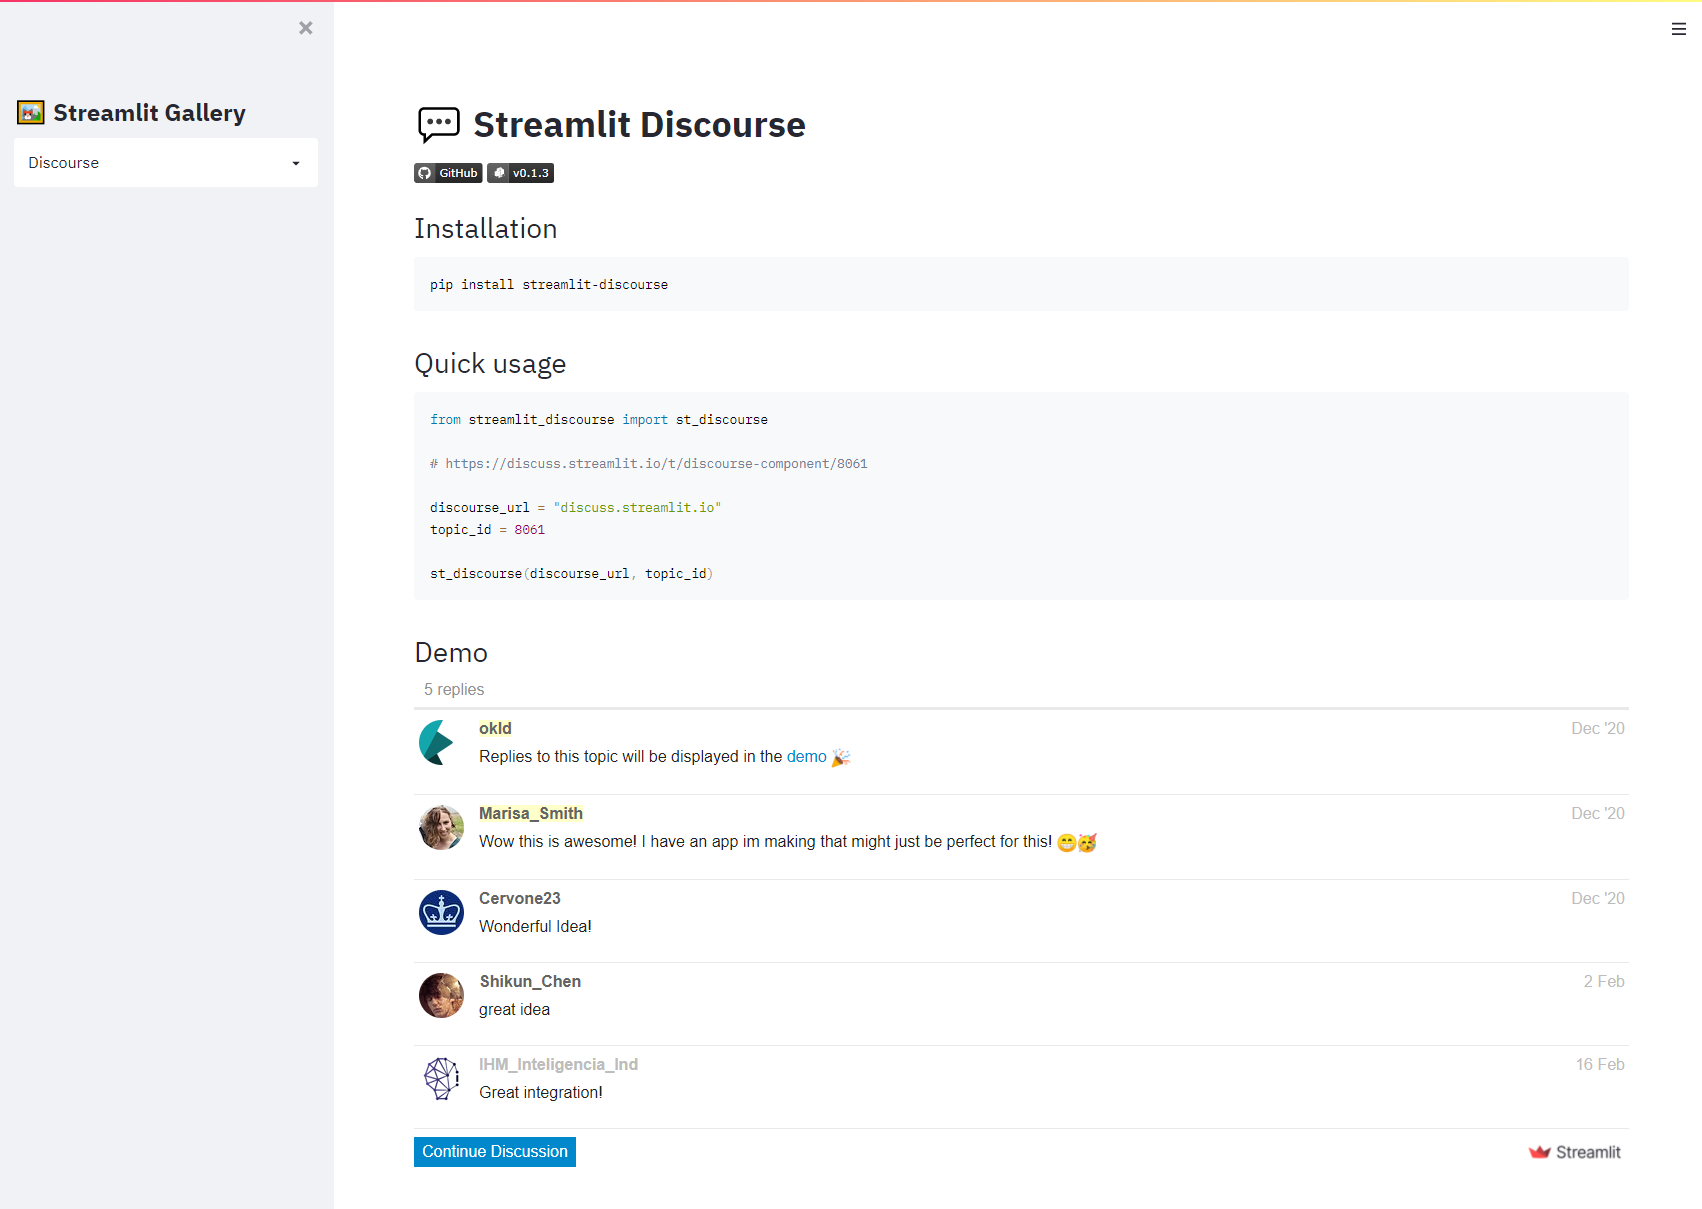 Streamlit Gallery
Discourse
Streamlit Discourse
GitHub v0.1.3
Installation
pip install streamlit-discourse
Quick usage
from streamlit_discourse import st_discourse
# https://discuss.streamlit.io/t/discourse-component/8061
discourse_url = "discuss.streamlit.io"
topic_id = 8061
st_discourse(discourse_url, topic_id)
Demo
5 replies
okld Dec '20
Replies to this topic will be displayed in the demo 🎉
Marisa_Smith Dec '20
Wow this is awesome! I have an app im making that might just be perfect for this! 😁🥳
Cervone23 Dec '20
Wonderful Idea!
Shikun_Chen 2 Feb
great idea
IHM_Inteligencia_Ind 16 Feb
Great integration!
Continue Discussion Streamlit